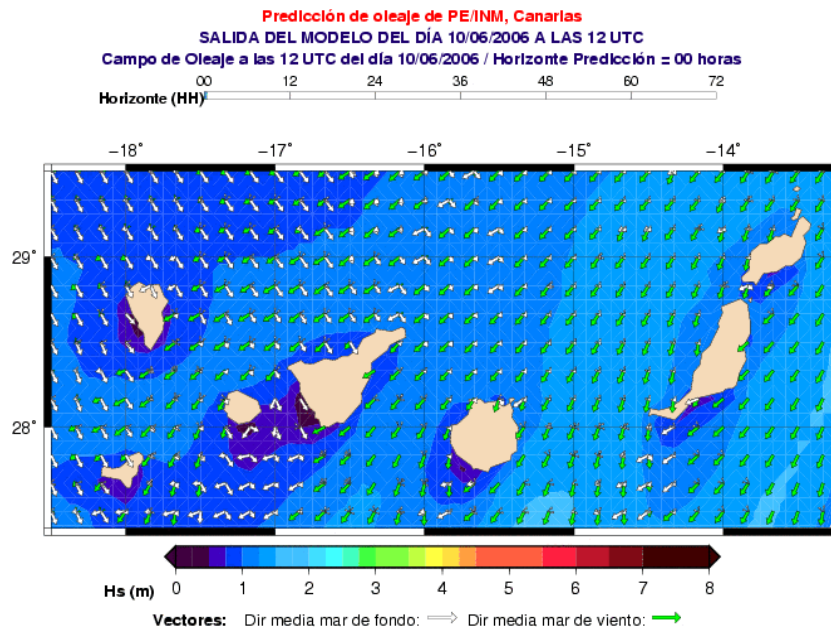 Predicción de oleaje de PE/INM, Canarias
SALIDA DEL MODELO DEL DÍA 10/06/2006 A LAS 12 UTC
Campo de Oleaje a las 12 UTC del día 10/06/2006 / Horizonte Predicción = 00 horas
00 12 24 36 48 60 72
Horizonte (HH)
-18 -17 -16 -15 -14
29°
28°
Hs (m) 0 1 2 3 4 5 6 7 8
Vectores: Dir media mar de fondo: Dir media mar de viento: